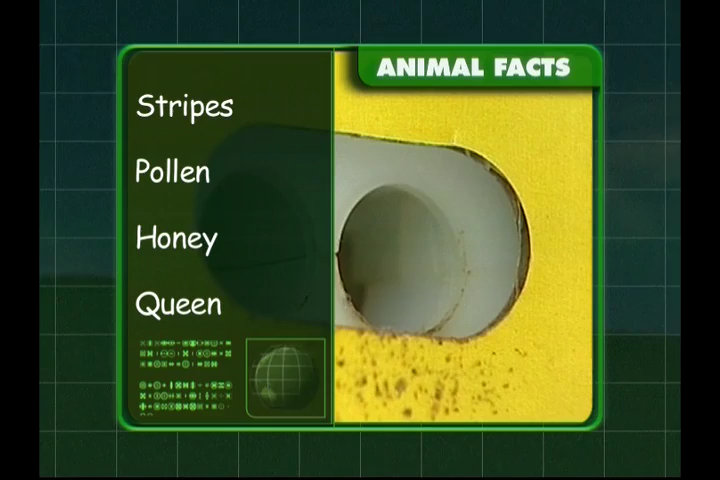 ANIMAL FACTS
Stripes
Pollen
Honey
Queen